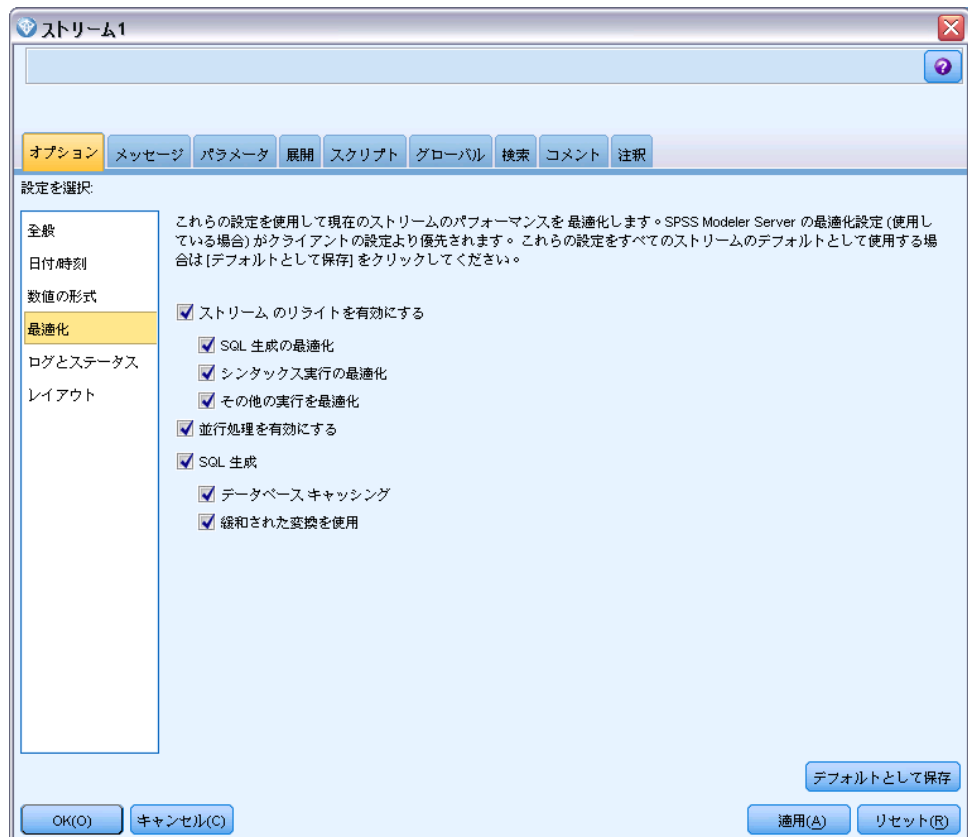 ストリーム1
オプション
メッセージ
パラメータ
展開
スクリプト
グローバル
検索
コメント
注釈
設定を選択:
全般
日付/時刻
数値の形式
最適化
ログとステータス
レイアウト
これらの設定を使用して現在のストリームのパフォーマンスを 最適化します。SPSS Modeler Server の最適化設定 (使用し
ている場合) がクライアントの設定より優先されます。 これらの設定をすべてのストリームのデフォルトとして使用する場
合は [デフォルトとして保存] をクリックしてください。
ストリーム のリライトを有効にする
SQL 生成の最適化
シンタックス実行の最適化
その他の実行を最適化
並行処理を有効にする
SQL 生成
データベース キャッシング
緩和された変換を使用
デフォルトとして保存
OK(O)
キャンセル(C)
適用(A)
リセット(R)